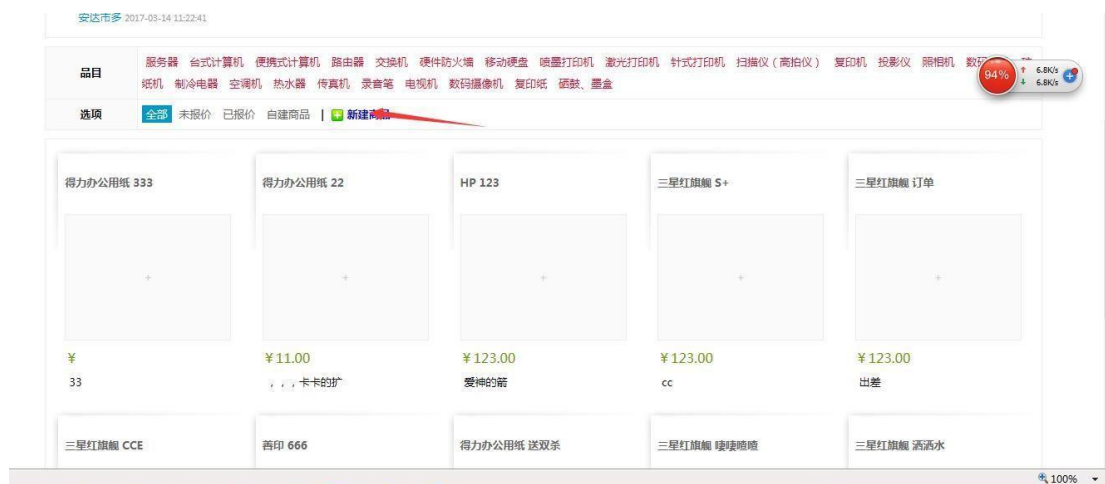 安达市多 2017-03-14 11:22:41
品目
服务器 台式计算机 便携式计算机 路由器 交换机 硬件防火墙 移动硬盘 喷墨打印机 激光打印机 针式打印机 扫描仪（高拍仪） 复印机 投影仪 照相机 数码
纸机 制冷电器 空调机 热水器 传真机 录音笔 电视机 数码摄像机 复印纸 硒鼓、墨盒
94% ↑ 6.8K/s
↓ 6.8K/s
选项
全部 未报价 已报价 自建商品 | 新建商品
得力办公用纸 333
得力办公用纸 22
HP 123
三星红旗舰 S+
三星红旗舰 订单
+ + + + +
¥
¥11.00
¥123.00
¥123.00
¥123.00
33
，，，卡卡的扩
爱神的箭
cc
出差
三星红旗舰 CCE
善印 666
得力办公用纸 送双杀
三星红旗舰 唛唛喳喳
三星红旗舰 洒洒水
100%